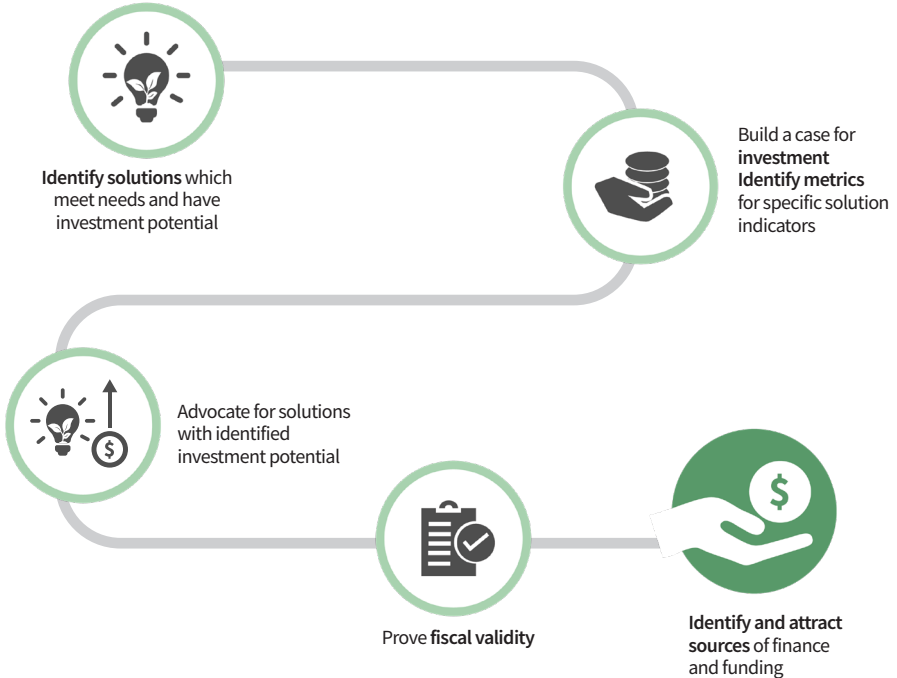 Identify solutions which
meet needs and have
investment potential
Build a case for
investment
Identify metrics
for specific solution
indicators
$
Advocate for solutions
with identified
investment potential
Prove fiscal validity
$
Identify and attract
sources of finance
and funding